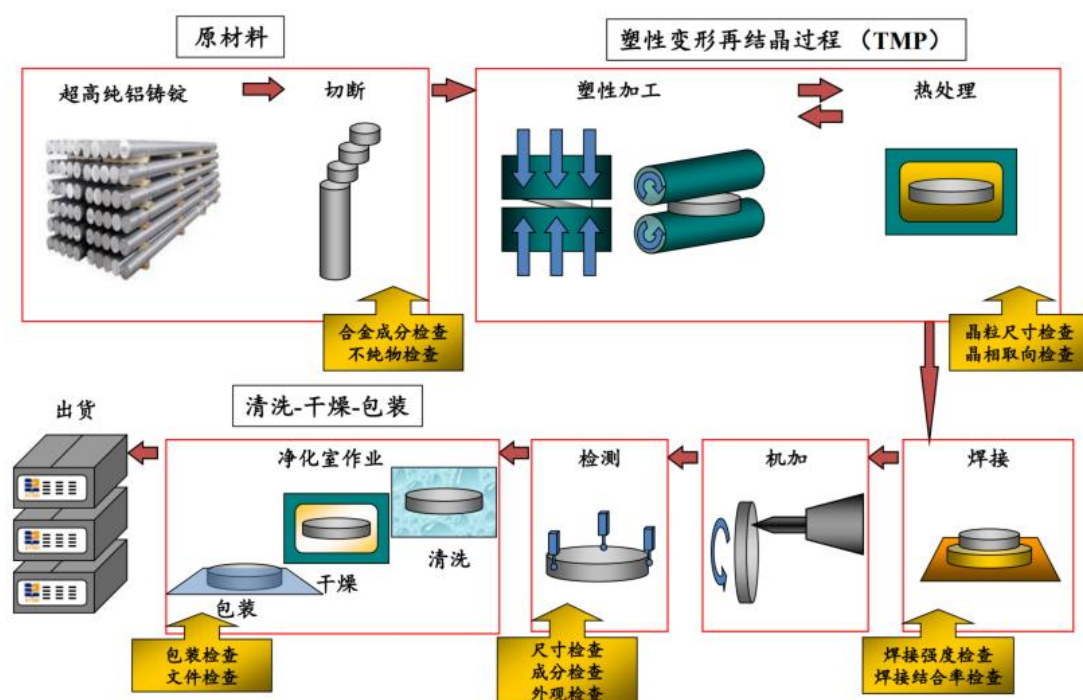 原材料
塑性变形再结晶过程 （TMP）
超高纯铝铸锭
切断
塑性加工
热处理
合金成分检查
不纯物检查
晶粒尺寸检查
晶相取向检查
清洗-干燥-包装
出货
净化室作业
检测
机加
焊接
清洗
干燥
包装
包装检查
文件检查
尺寸检查
成分检查
外观检查
焊接强度检查
焊接结合率检查